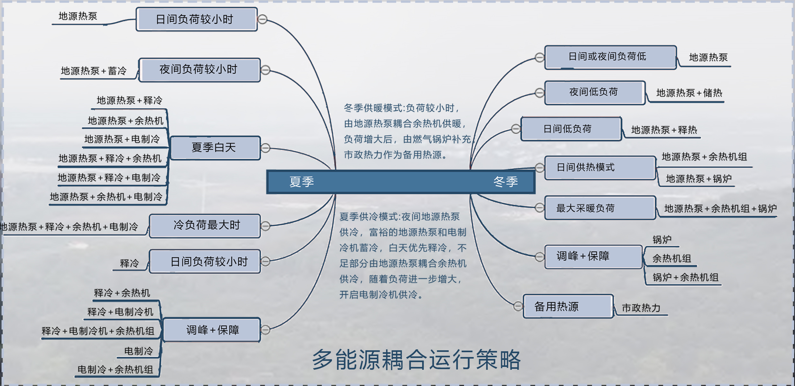 日间负荷较小时
地源热泵
夜间负荷较小时
地源热泵+蓄冷
夏季白天
地源热泵+释冷
地源热泵+余热机
地源热泵+电制冷
地源热泵+释冷+余热机
地源热泵+释冷+电制冷
地源热泵+余热机+电制冷
冷负荷最大时
地源热泵+释冷+余热机+电制冷
日间负荷较小时
释冷
调峰+保障
释冷+余热机
释冷+电制冷机
释冷+电制冷机+余热机组
电制冷
电制冷+余热机组
冬季供暖模式:负荷较小时,
由地源热泵耦合余热机供暖,
负荷增大后, 由燃气锅炉补充,
市政热力作为备用热源。
夏季
冬季
夏季供冷模式:夜间地源热泵
供冷, 富裕的地源热泵和电制
冷机蓄冷, 白天优先释冷, 不
足部分由地源热泵耦合余热机
供冷, 随着负荷进一步增大,
开启电制冷机供冷。
日间或夜间负荷低
地源热泵
夜间低负荷
地源热泵+储热
日间低负荷
地源热泵+释热
日间供热模式
地源热泵+余热机组
地源热泵+锅炉
最大采暖负荷
地源热泵+余热机组+锅炉
调峰+保障
锅炉
余热机组
锅炉+余热机组
备用热源
市政热力
多能源耦合运行策略